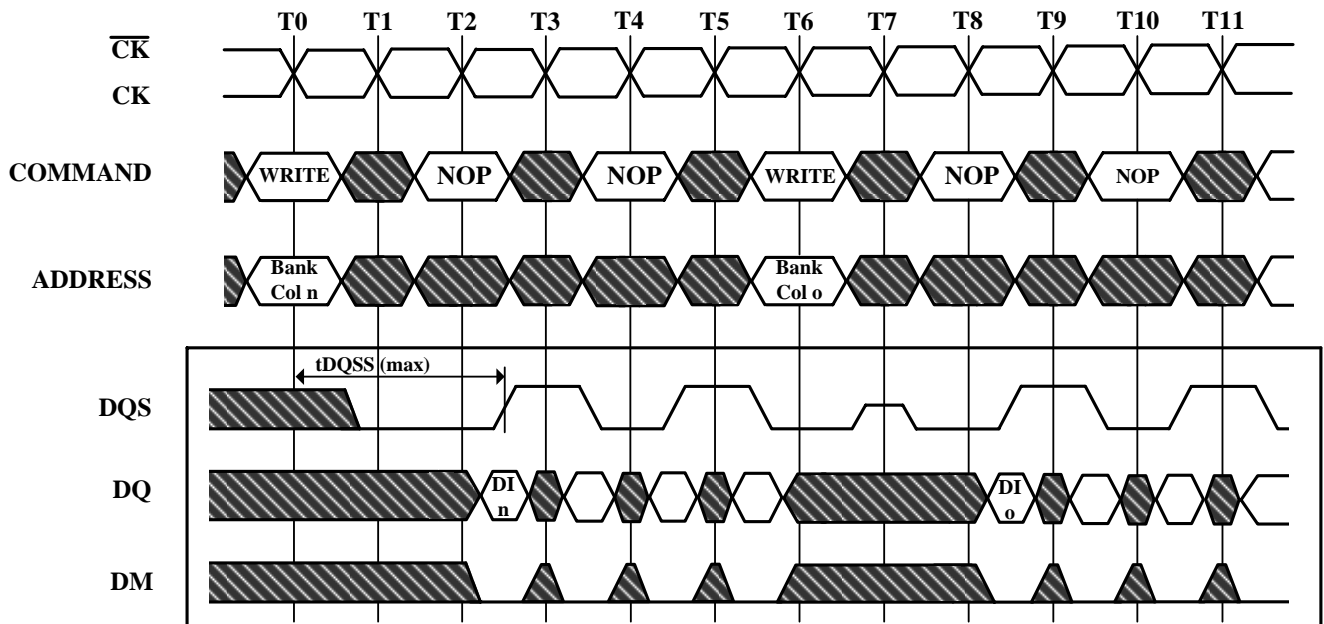 T0 T1 T2 T3 T4 T5 T6 T7 T8 T9 T10 T11
CK
CK
COMMAND WRITE NOP NOP WRITE NOP NOP
ADDRESS Bank Col n Bank Col o
tDQSS (max)
DQS
DQ DI n DI o
DM